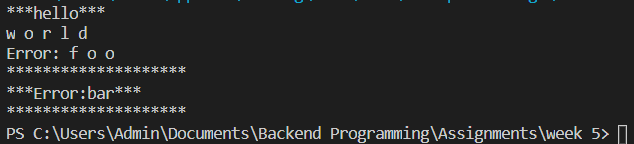 ***hello***
w o r l d
Error: f o o
********************
***Error:bar***
********************
PS C:\Users\Admin\Documents\Backend Programming\Assignments\week 5>